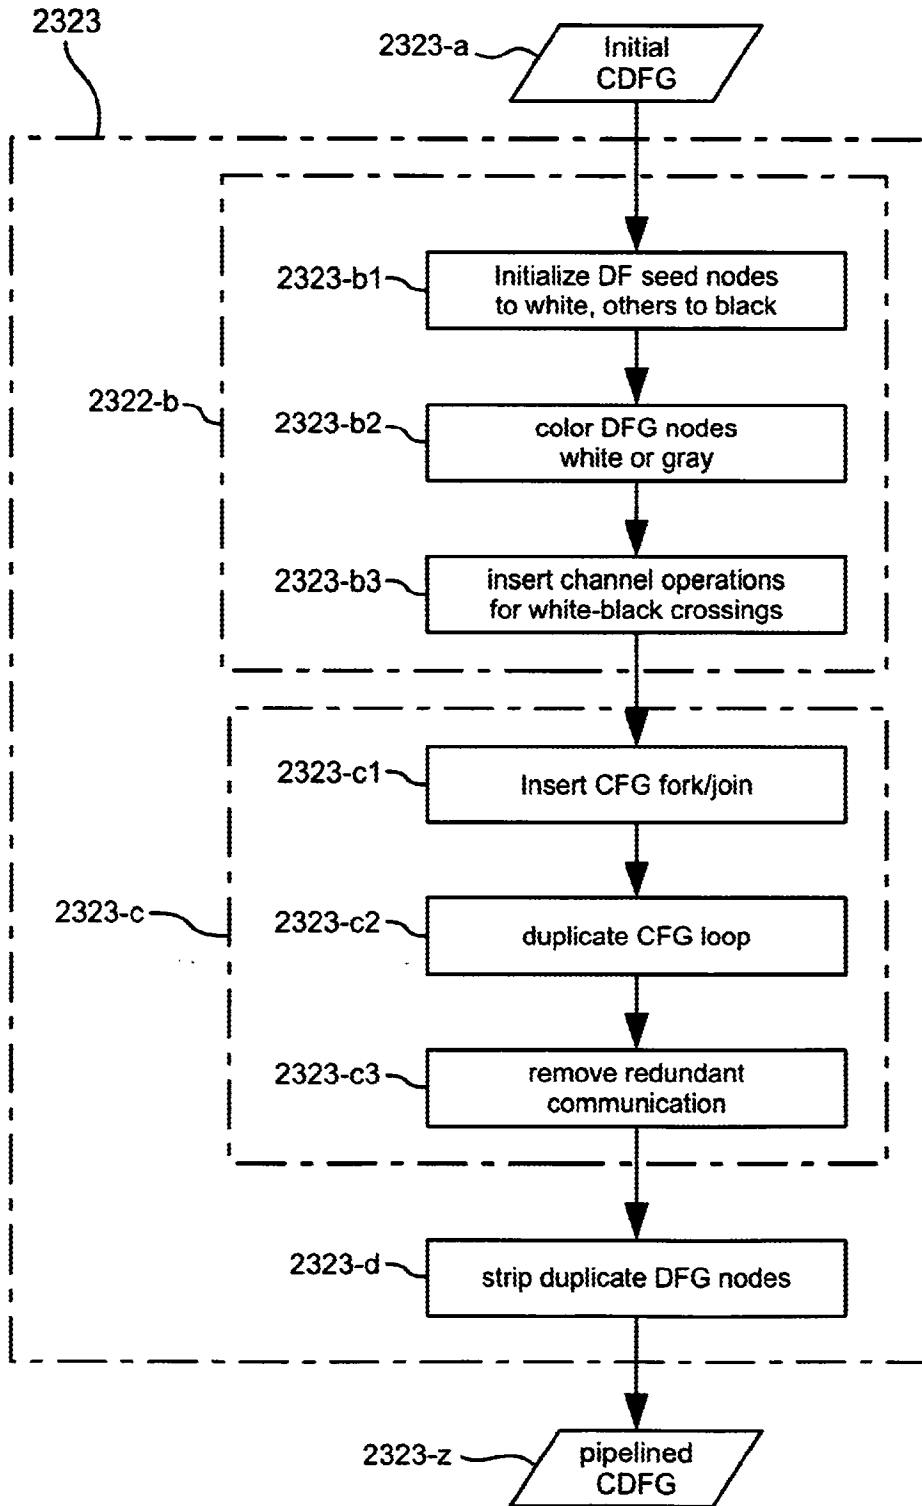 2323
2323-a
Initial
CDFG
2323-b1
Initialize DF seed nodes
to white, others to black
2322-b
2323-b2
color DFG nodes
white or gray
2323-b3
insert channel operations
for white-black crossings
2323-c1
Insert CFG fork/join
2323-c
2323-c2
duplicate CFG loop
2323-c3
remove redundant
communication
2323-d
strip duplicate DFG nodes
2323-z
pipelined
CDFG